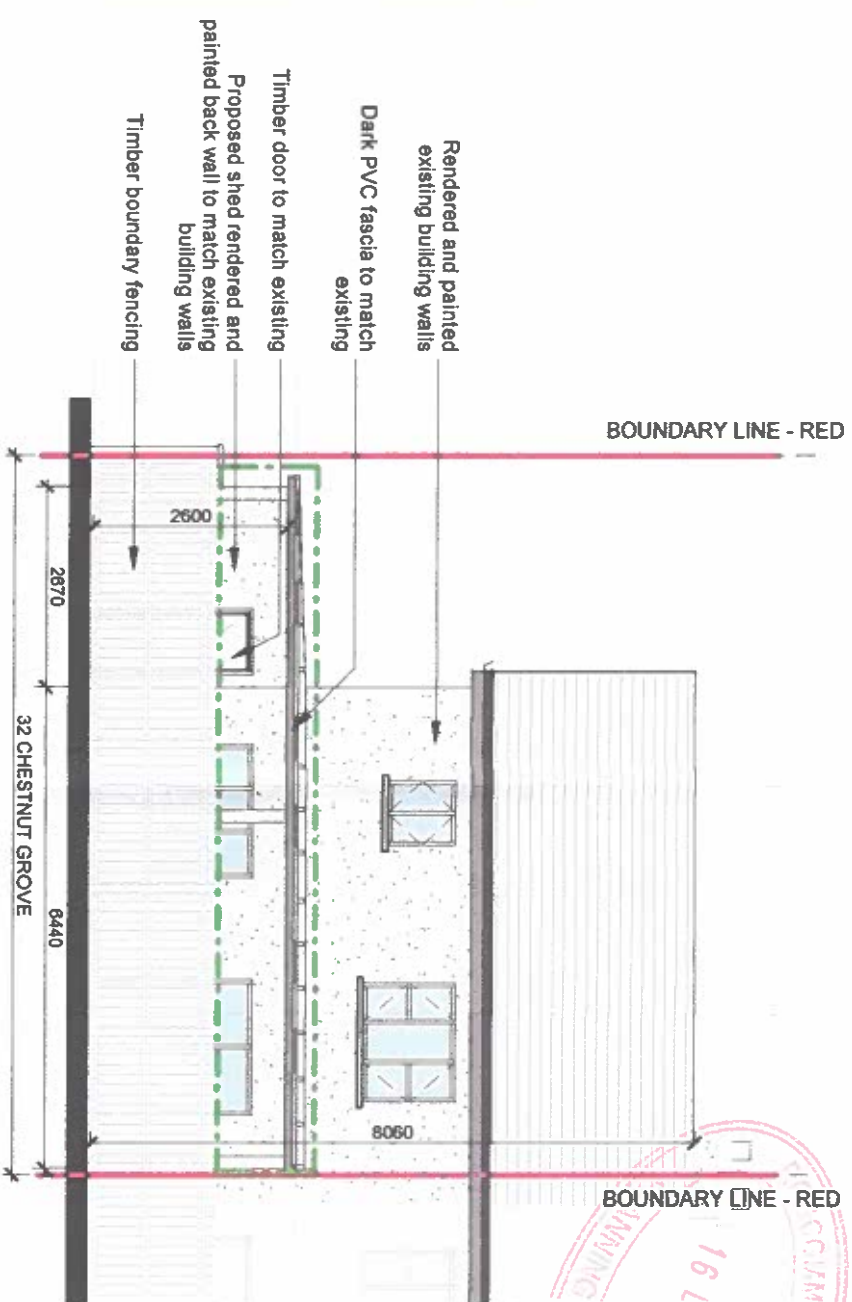 BOUNDARY LINE - RED
BOUNDARY LINE - RED
Rendered and painted
existing building walls
Dark PVC fascia to match
existing
Timber door to match existing
Proposed shed rendered and
painted back wall to match existing
building walls
Timber boundary fencing
2600
8060
2670
6440
32 CHESTNUT GROVE
16